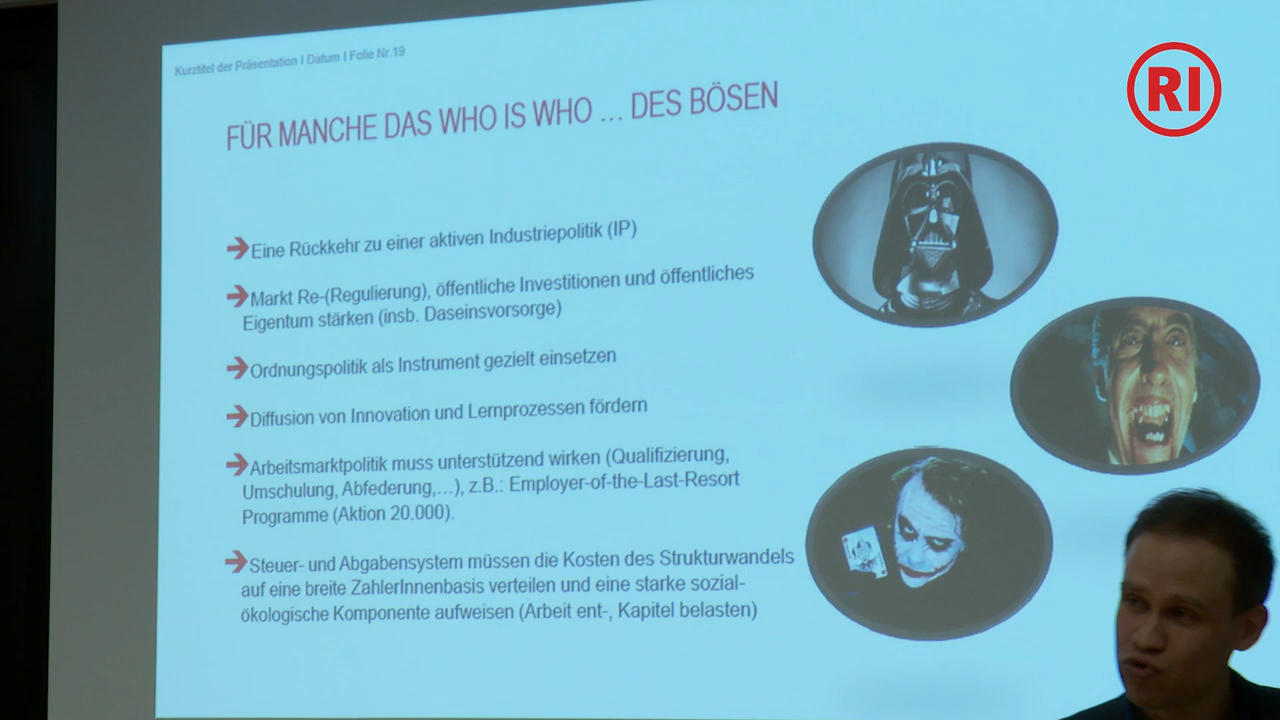 Kurztitel der Präsentation I Datum I Folie Nr.19
RI
FÜR MANCHE DAS WHO IS WHO … DES BÖSEN
Eine Rückkehr zu einer aktiven Industriepolitik (IP)
Markt Re-(Regulierung), öffentliche Investitionen und öffentliches
Eigentum stärken (insb. Daseinsvorsorge)
Ordnungspolitik als Instrument gezielt einsetzen
Diffusion von Innovation und Lernprozessen fördern
Arbeitsmarktpolitik muss unterstützend wirken (Qualifizierung,
Umschulung, Abfederung,…), z.B.: Employer-of-the-Last-Resort
Programme (Aktion 20.000).
Steuer- und Abgabensystem müssen die Kosten des Strukturwandels
auf eine breite ZahlerInnenbasis verteilen und eine starke sozial-
ökologische Komponente aufweisen (Arbeit ent-, Kapitel belasten)